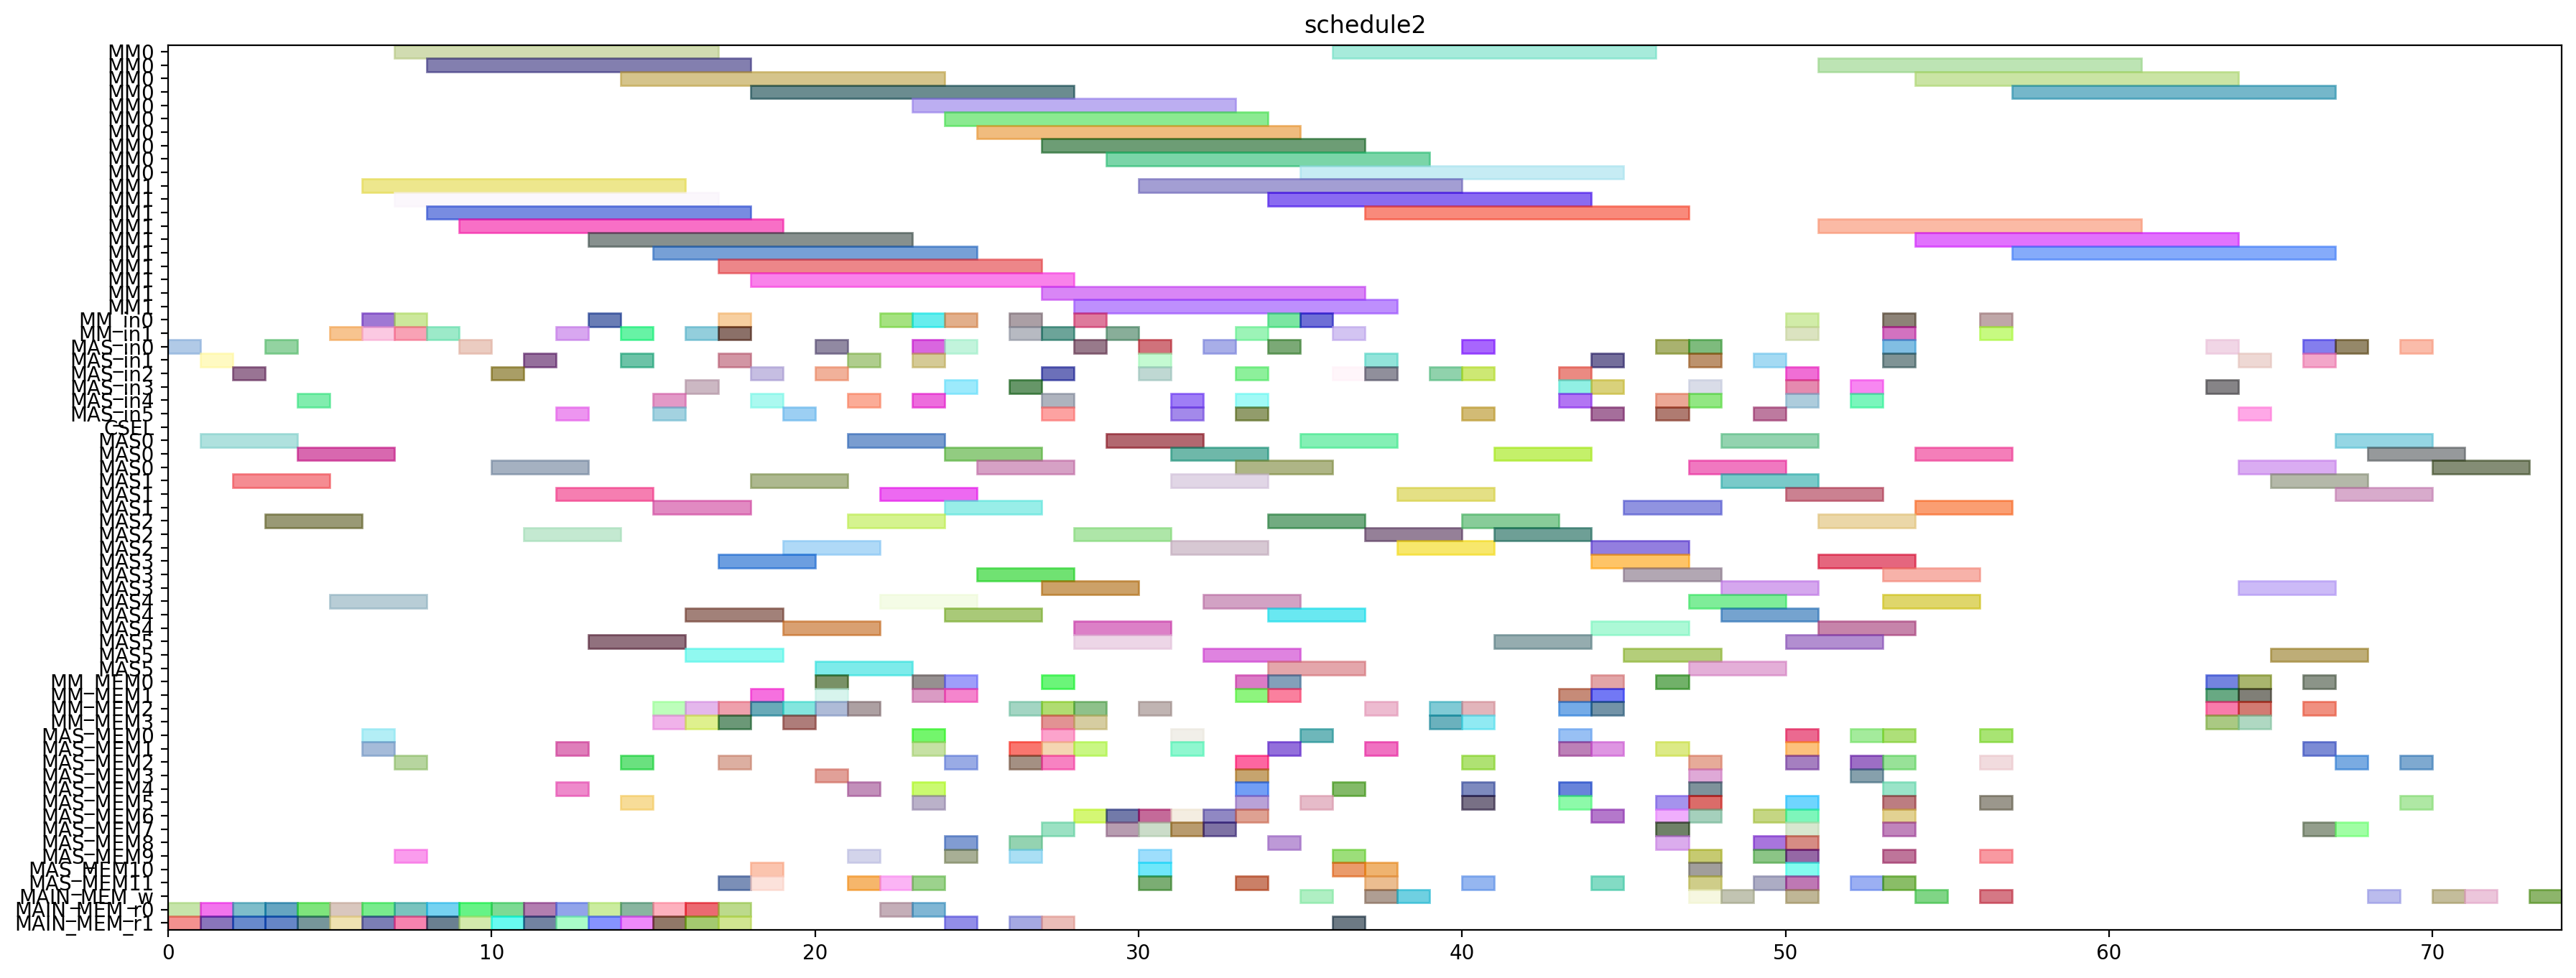 schedule2
MM0
MM0
MM0
MM0
MM0
MM0
MM0
MM0
MM0
MM0
MM1
MM1
MM1
MM1
MM1
MM1
MM1
MM1
MM1
MM1
MM_in0
MM_in1
MAS_in0
MAS_in1
MAS_in2
MAS_in3
MAS_in4
MAS_in5
CSEL
MAS0
MAS0
MAS0
MAS1
MAS1
MAS1
MAS2
MAS2
MAS2
MAS3
MAS3
MAS3
MAS4
MAS4
MAS4
MAS5
MAS5
MAS5
MM_MEM0
MM_MEM1
MM_MEM2
MM_MEM3
MAS_MEM0
MAS_MEM1
MAS_MEM2
MAS_MEM3
MAS_MEM4
MAS_MEM5
MAS_MEM6
MAS_MEM7
MAS_MEM8
MAS_MEM9
MAS_MEM10
MAS_MEM11
MAIN_MEM_w
MAIN_MEM_r0
MAIN_MEM_r1
0 10 20 30 40 50 60 70